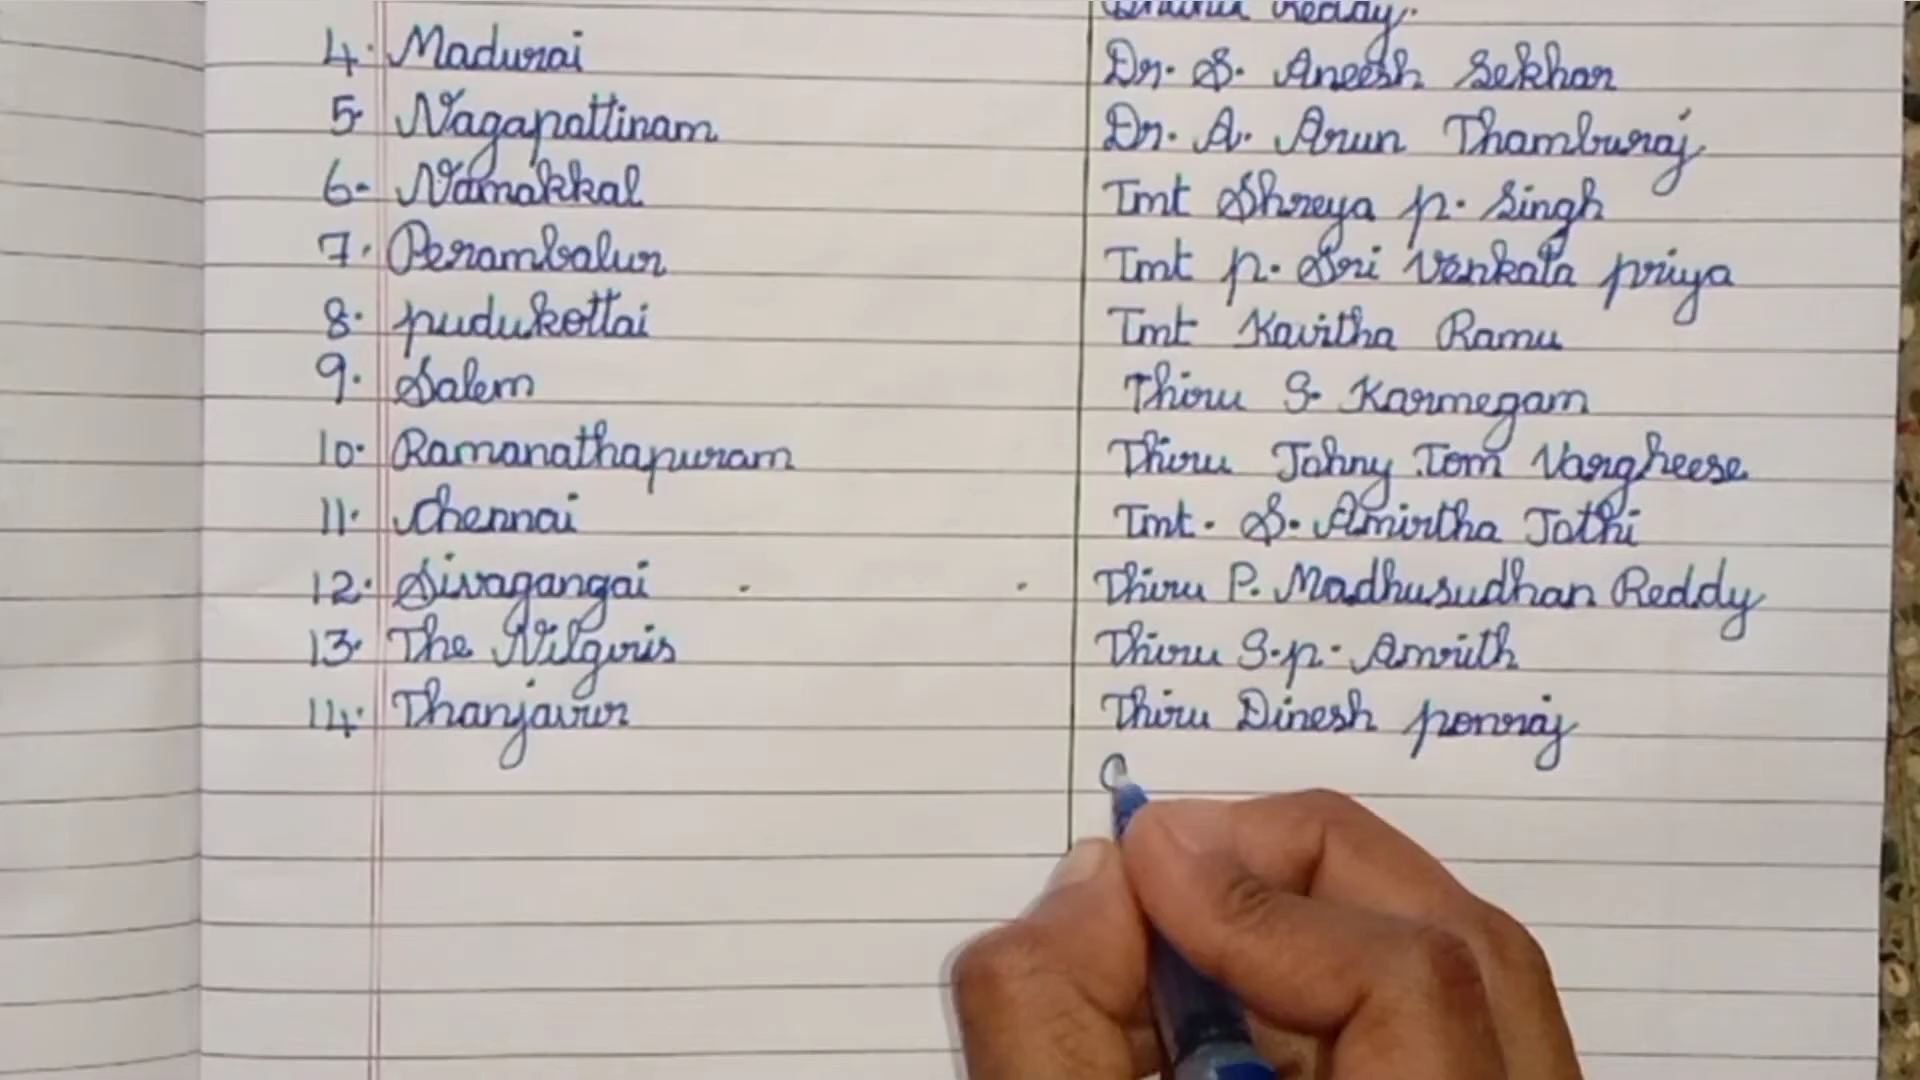 Reddy.
4. Madurai Dr. S. Aneesh Sekhar
5. Nagapattinam Dr. A. Arun Thamburaj
6. Namakkal Tmt Shreya p. Singh
7. Perambalur Tmt p. Sri Venkata priya
8. pudukottai Tmt Kavitha Ramu
9. Salem Thiru S. Karmegam
10. Ramanathapuram Thiru Johny Tom Vargheese
11. Chennai Tmt. S. Amirtha Jothi
12. Sivagangai Thiru P. Madhusudhan Reddy
13. The Nilgiris Thiru S.p. Amrith
14. Thanjavur Thiru Dinesh ponraj